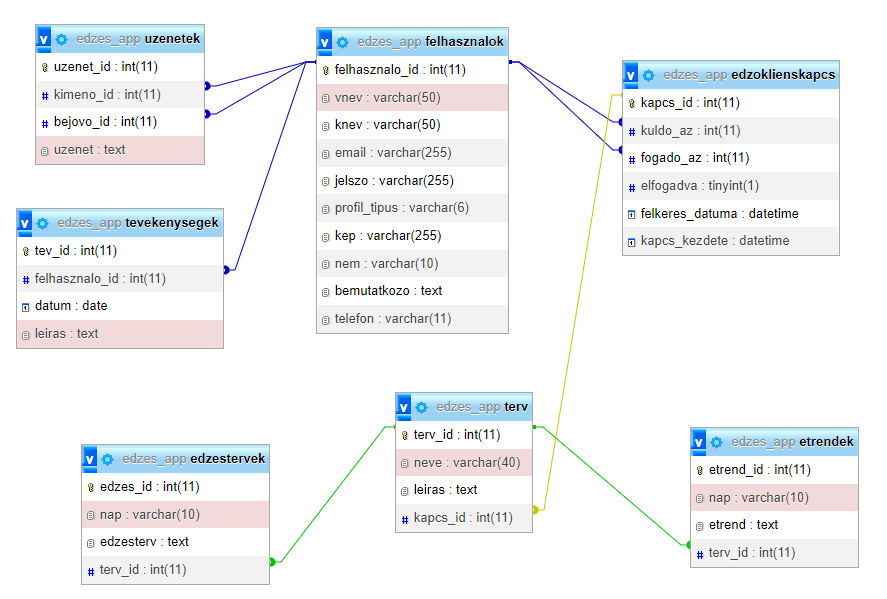 v edzes_app uzenetek
uzenet_id : int(11)
# kimeno_id : int(11)
# bejovo_id : int(11)
uzenet : text
v edzes_app felhasznalok
felhasznalo_id : int(11)
vnev : varchar(50)
knev : varchar(50)
email : varchar(255)
jelszo : varchar(255)
profil_tipus : varchar(6)
kep : varchar(255)
nem : varchar(10)
bemutatkozo : text
telefon : varchar(11)
v edzes_app edzoklienskapcs
kapcs_id : int(11)
# kuldo_az : int(11)
# fogado_az : int(11)
# elfogadva : tinyint(1)
felkeres_datuma : datetime
kapcs_kezdete : datetime
v edzes_app tevekenysegek
tev_id : int(11)
# felhasznalo_id : int(11)
datum : date
leiras : text
v edzes_app edzestervek
edzes_id : int(11)
nap : varchar(10)
edzesterv : text
# terv_id : int(11)
v edzes_app terv
terv_id : int(11)
neve : varchar(40)
leiras : text
# kapcs_id : int(11)
v edzes_app etrendek
etrend_id : int(11)
nap : varchar(10)
etrend : text
# terv_id : int(11)